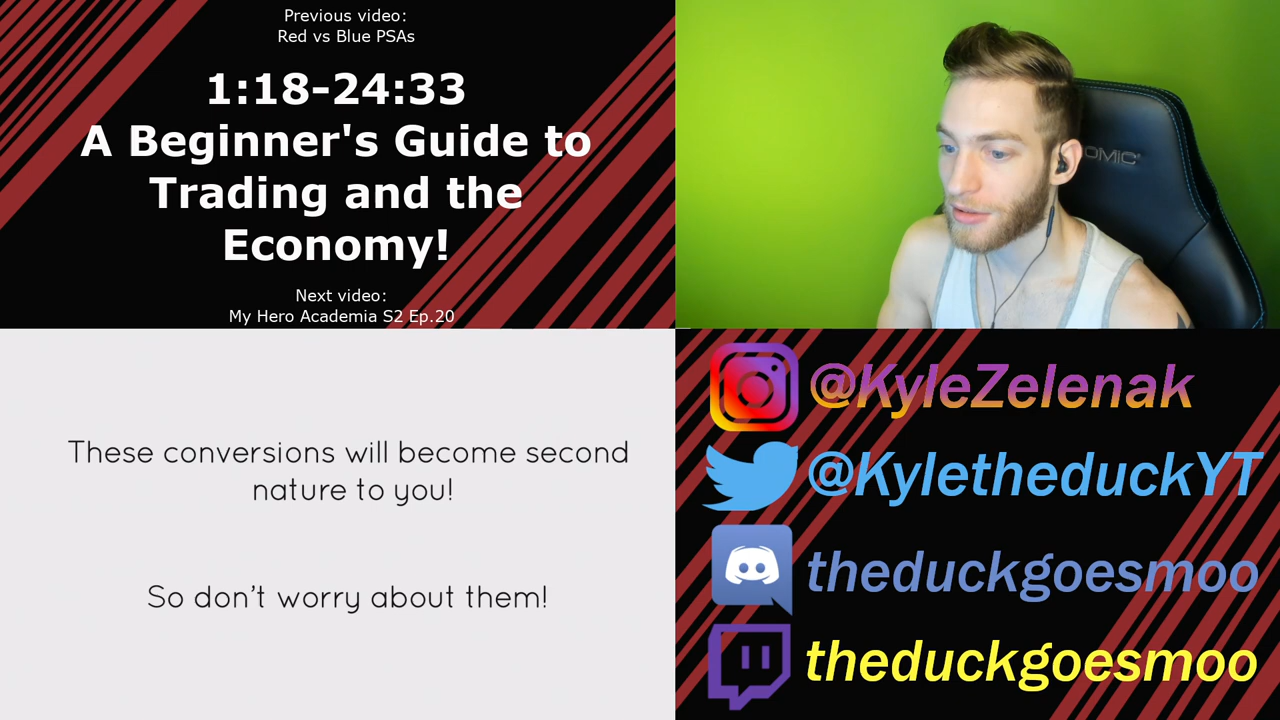 Previous video:
Red vs Blue PSAs
1:18-24:33
A Beginner's Guide to
Trading and the
Economy!
Next video:
My Hero Academia S2 Ep.20
OMIC
These conversions will become second
nature to you!
So don't worry about them!
@KyleZelenak
@KyletheduckYT
theduckgoesmoo
theduckgoesmoo